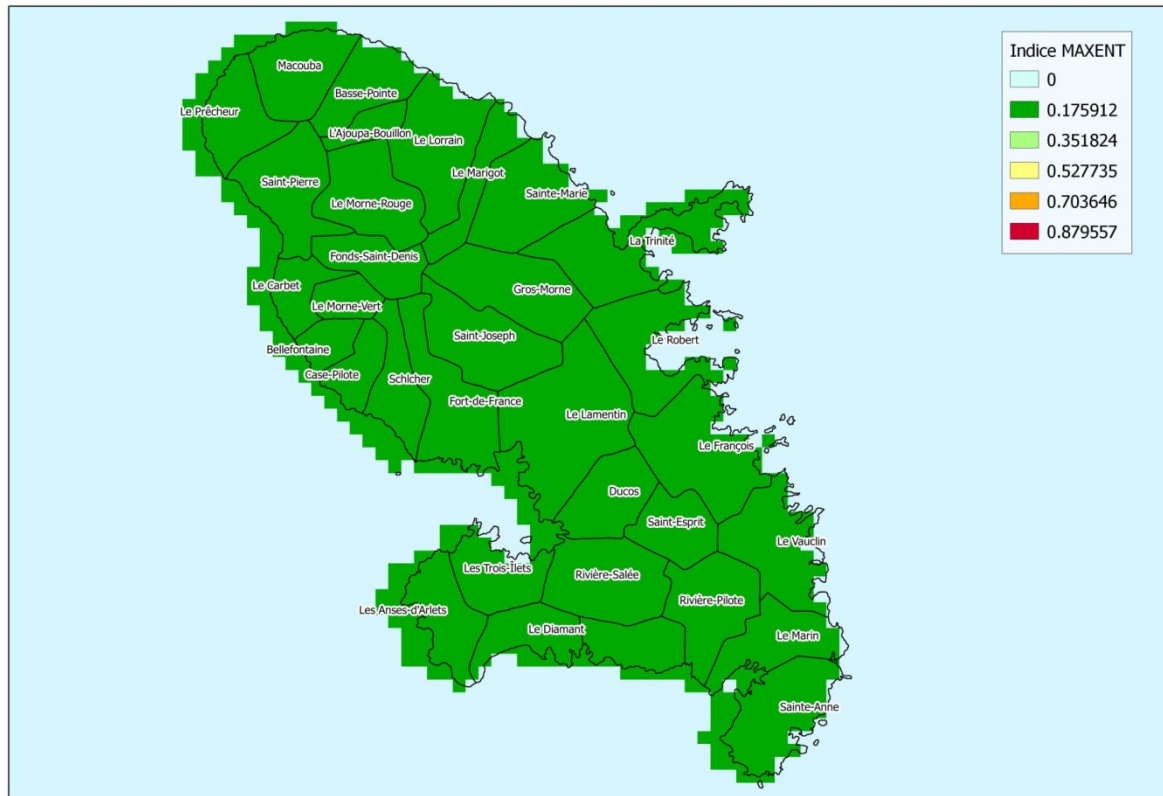 Indice MAXENT
0
0.175912
0.351824
0.527735
0.703646
0.879557
Macouba
Basse-Pointe
Le Prêcheur
L'Ajoupa-Bouillon
Le Lorrain
Le Marigot
Saint-Pierre
Sainte-Marie
Le Morne-Rouge
La Trinité
Fonds-Saint-Denis
Le Carbet
Gros-Morne
Le Morne-Vert
Saint-Joseph
Le Robert
Bellefontaine
Case-Pilote
Schlcher
Fort-de-France
Le Lamentin
Le François
Ducos
Saint-Esprit
Le Vauclin
Les Trois-Îlets
Rivière-Salée
Rivière-Pilote
Les Anses-d'Arlets
Le Diamant
Le Marin
Sainte-Anne